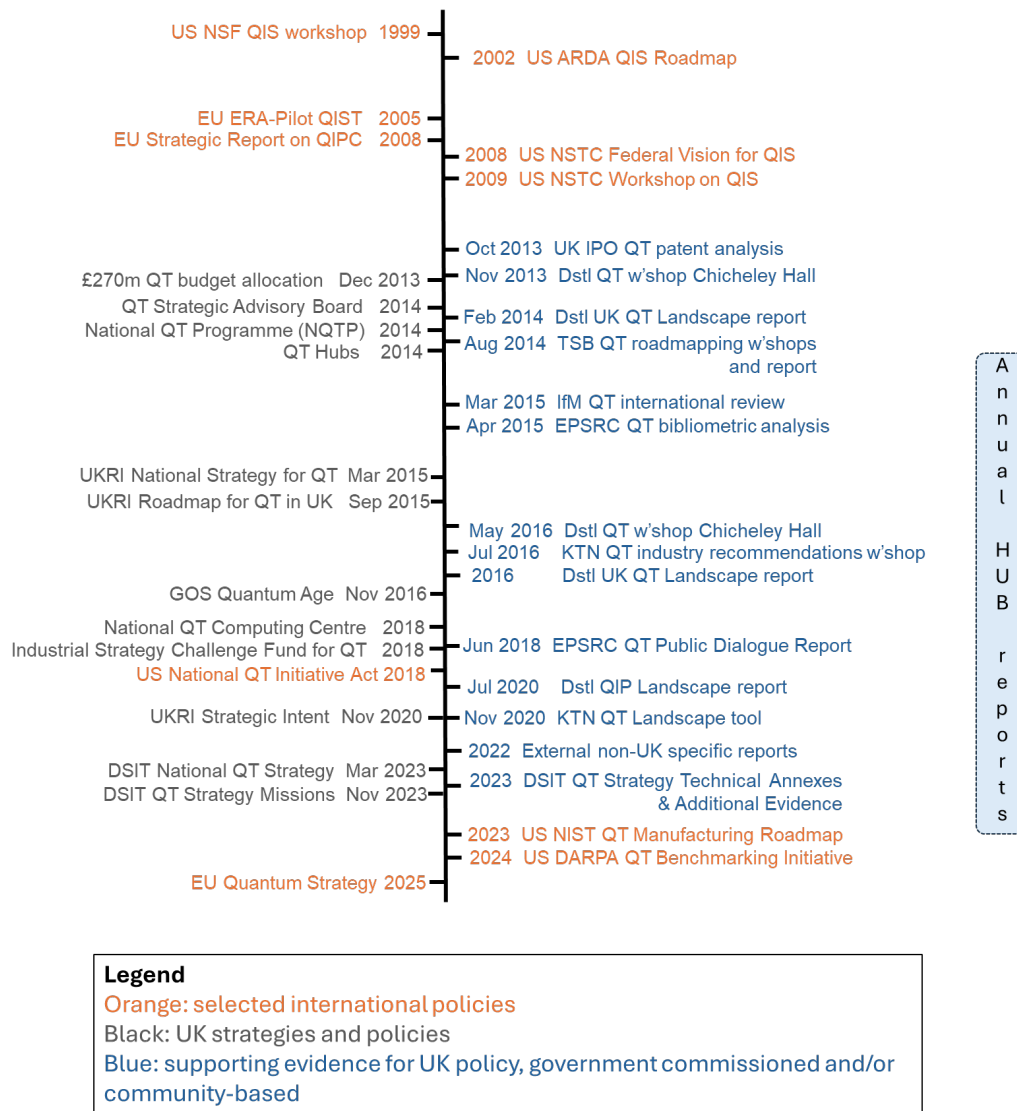 US NSF QIS workshop 1999
2002 US ARDA QIS Roadmap
EU ERA-Pilot QIST 2005
EU Strategic Report on QIPC 2008
2008 US NSTC Federal Vision for QIS
2009 US NSTC Workshop on QIS
Oct 2013 UK IPO QT patent analysis
Nov 2013 Dstl QT w'shop Chicheley Hall
£270m QT budget allocation Dec 2013
QT Strategic Advisory Board 2014
Feb 2014 Dstl UK QT Landscape report
National QT Programme (NQTP) 2014
Aug 2014 TSB QT roadmapping w'shops
and report
QT Hubs 2014
Mar 2015 IfM QT international review
Apr 2015 EPSRC QT bibliometric analysis
UKRI National Strategy for QT Mar 2015
UKRI Roadmap for QT in UK Sep 2015
May 2016 Dstl QT w'shop Chicheley Hall
Jul 2016 KTN QT industry recommendations w'shop
2016 Dstl UK QT Landscape report
GOS Quantum Age Nov 2016
National QT Computing Centre 2018
Industrial Strategy Challenge Fund for QT 2018
Jun 2018 EPSRC QT Public Dialogue Report
US National QT Initiative Act 2018
Jul 2020 Dstl QIP Landscape report
UKRI Strategic Intent Nov 2020
Nov 2020 KTN QT Landscape tool
2022 External non-UK specific reports
DSIT National QT Strategy Mar 2023
2023 DSIT QT Strategy Technical Annexes
& Additional Evidence
DSIT QT Strategy Missions Nov 2023
2023 US NIST QT Manufacturing Roadmap
2024 US DARPA QT Benchmarking Initiative
EU Quantum Strategy 2025
Annual HUB reports
Legend
Orange: selected international policies
Black: UK strategies and policies
Blue: supporting evidence for UK policy, government commissioned and/or
community-based